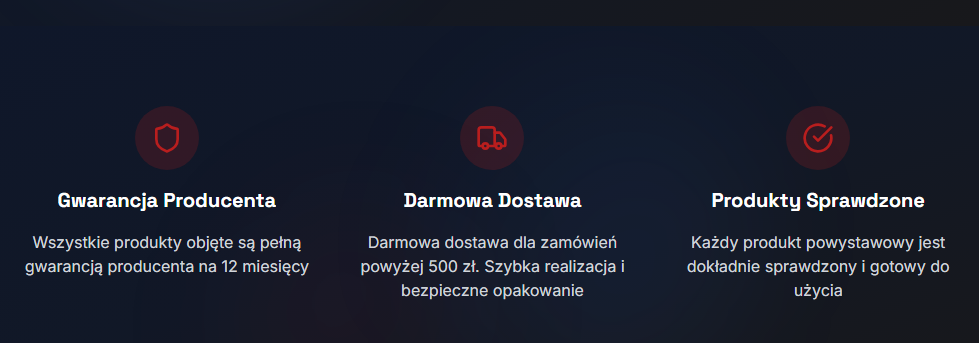 Gwarancja Producenta
Wszystkie produkty objęte są pełną
gwarancją producenta na 12 miesięcy
Darmowa Dostawa
Darmowa dostawa dla zamówień
powyżej 500 zł. Szybka realizacja i
bezpieczne opakowanie
Produkty Sprawdzone
Każdy produkt powystawowy jest
dokładnie sprawdzony i gotowy do
użycia